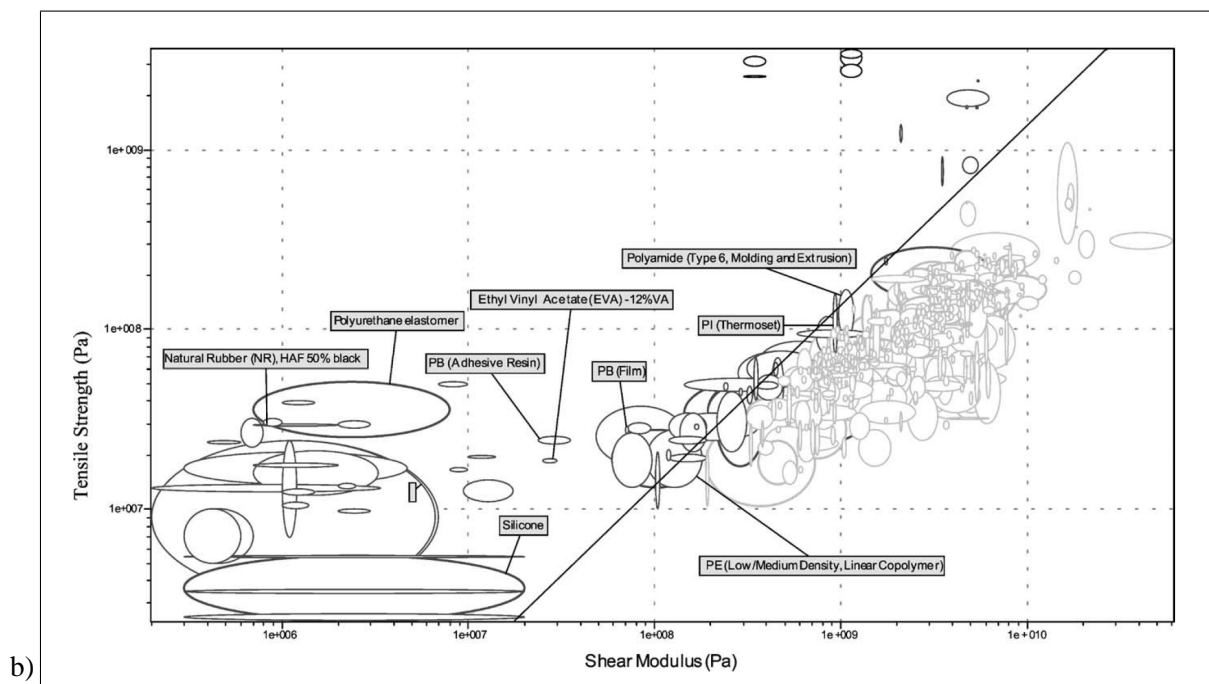 1e+009
Polyamide (Type 6, Molding and Extrusion)
Ethyl Vinyl Acetate (EVA) -12%VA
Polyurethane elastomer
PI (Thermoset)
1e+008
Natural Rubber (NR), HAF 50% black
PB (Adhesive Resin)
PB (Film)
Tensile Strength (Pa)
1e+007
Silicone
PE (Low/Medium Density, Linear Copolymer)
1e+006
1e+007
1e+008
1e+009
1e+010
Shear Modulus (Pa)
b)